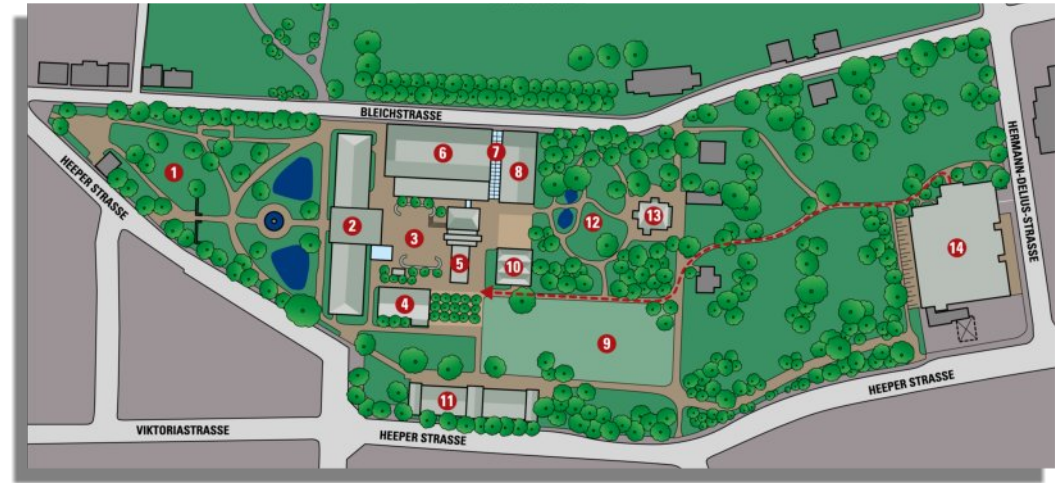 BLEICHSTRASSE
HEEPER STRASSE
HERMANN-DELIUS-STRASSE
1
2
3
4
5
6
7
8
9
10
11
12
13
14
HEEPER STRASSE
VIKTORIASTRASSE
HEEPER STRASSE